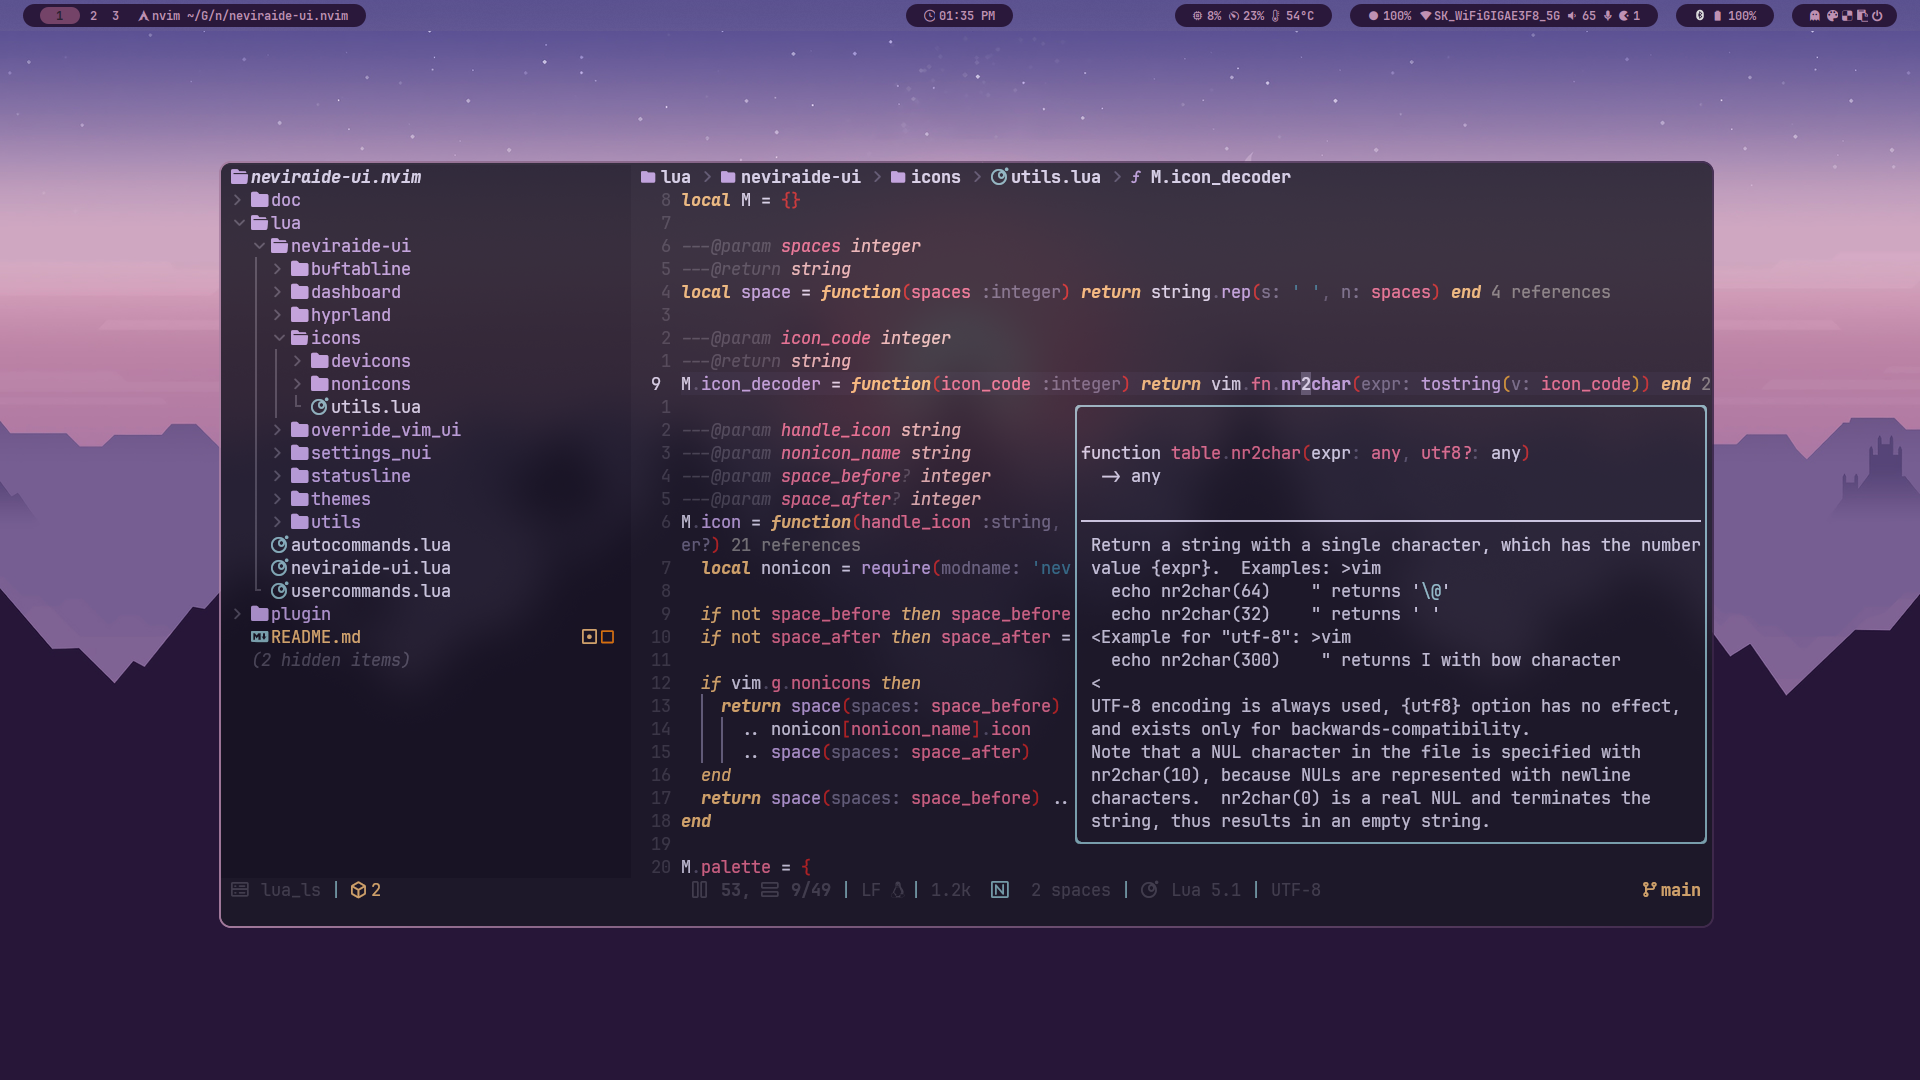 1 2 3 nvim ~/G/n/neviraide-ui.nvim
01:35 PM
8% 23% 54°C
100% SK_WiFiGIGAE3F8_5G 65 1
100%
neviraide-ui.nvim
doc
lua
neviraide-ui
buftabline
dashboard
hyprland
icons
devicons
nonicons
utils.lua
override_vim_ui
settings_nui
statusline
themes
utils
autocommands.lua
neviraide-ui.lua
usercommands.lua
plugin
README.md
(2 hidden items)
lua > neviraide-ui > icons > utils.lua > ƒ M.icon_decoder
8 local M = {}
7
6 ---@param spaces integer
5 ---@return string
4 local space = function(spaces :integer) return string.rep(s: ' ', n: spaces) end 4 references
3
2 ---@param icon_code integer
1 ---@return string
9 M.icon_decoder = function(icon_code :integer) return vim.fn.nr2char(expr: tostring(v: icon_code)) end 2
1
2 ---@param handle_icon string
3 ---@param nonicon_name string
4 ---@param space_before? integer
5 ---@param space_after? integer
6 M.icon = function(handle_icon :string,
er?) 21 references
7 local nonicon = require(modname: 'nev
8
9 if not space_before then space_before
10 if not space_after then space_after =
11
12 if vim.g.nonicons then
13 return space(spaces: space_before)
14 .. nonicon[nonicon_name].icon
15 .. space(spaces: space_after)
16 end
17 return space(spaces: space_before) ..
18 end
19
20 M.palette = {
function table.nr2char(expr: any, utf8?: any)
→ any
Return a string with a single character, which has the number
value {expr}.  Examples: >vim
echo nr2char(64)    " returns '\@'
echo nr2char(32)    " returns ' '
<Example for "utf-8": >vim
echo nr2char(300)    " returns I with bow character
<
UTF-8 encoding is always used, {utf8} option has no effect,
and exists only for backwards-compatibility.
Note that a NUL character in the file is specified with
nr2char(10), because NULs are represented with newline
characters.  nr2char(0) is a real NUL and terminates the
string, thus results in an empty string.
lua_ls | 2 53, 9/49 | LF | 1.2k N 2 spaces | Lua 5.1 | UTF-8 main